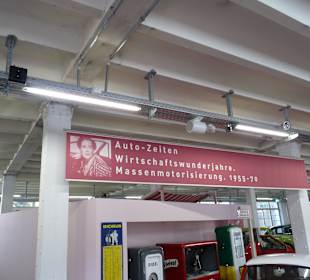 Auto-Zeiten
Wirtschaftswunderjahre.
Massenmotorisierung. 1955-70